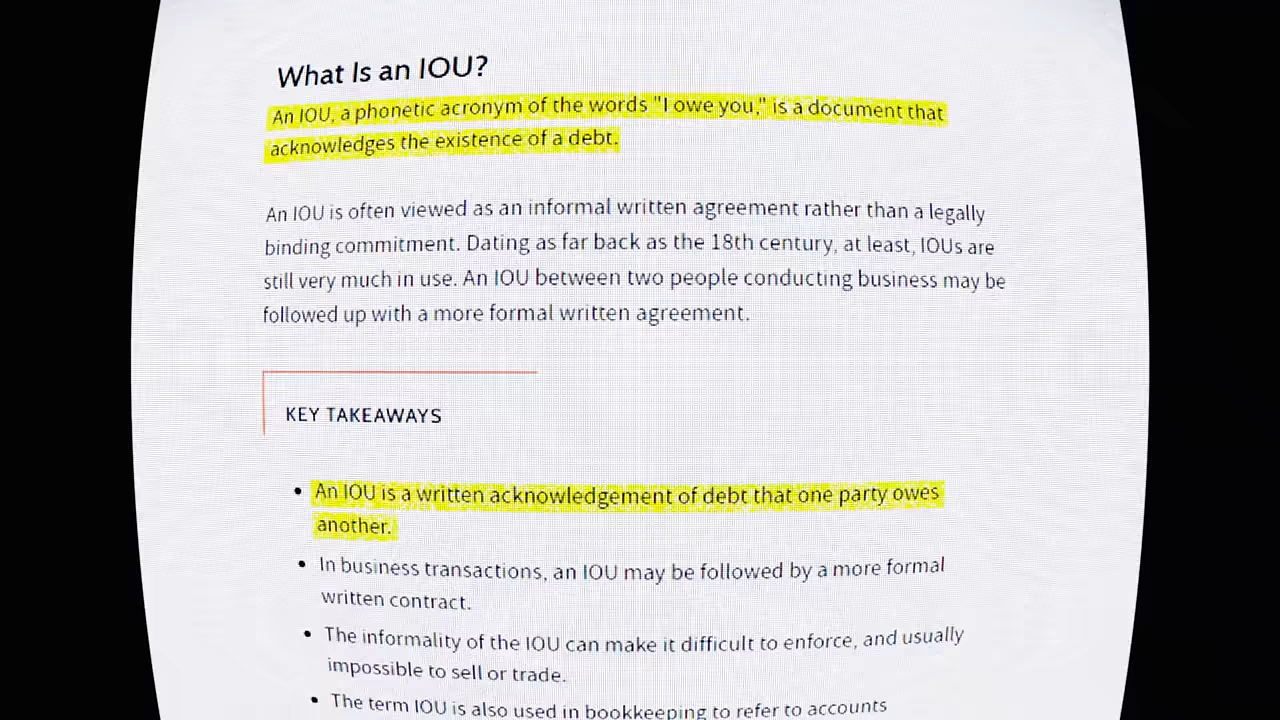 What Is an IOU?
An IOU, a phonetic acronym of the words "I owe you," is a document that
acknowledges the existence of a debt.
An IOU is often viewed as an informal written agreement rather than a legally
binding commitment. Dating as far back as the 18th century, at least, IOUs are
still very much in use. An IOU between two people conducting business may be
followed up with a more formal written agreement.
KEY TAKEAWAYS
• An IOU is a written acknowledgement of debt that one party owes
another.
• In business transactions, an IOU may be followed by a more formal
written contract.
• The informality of the IOU can make it difficult to enforce, and usually
impossible to sell or trade.
• The term IOU is also used in bookkeeping to refer to accounts